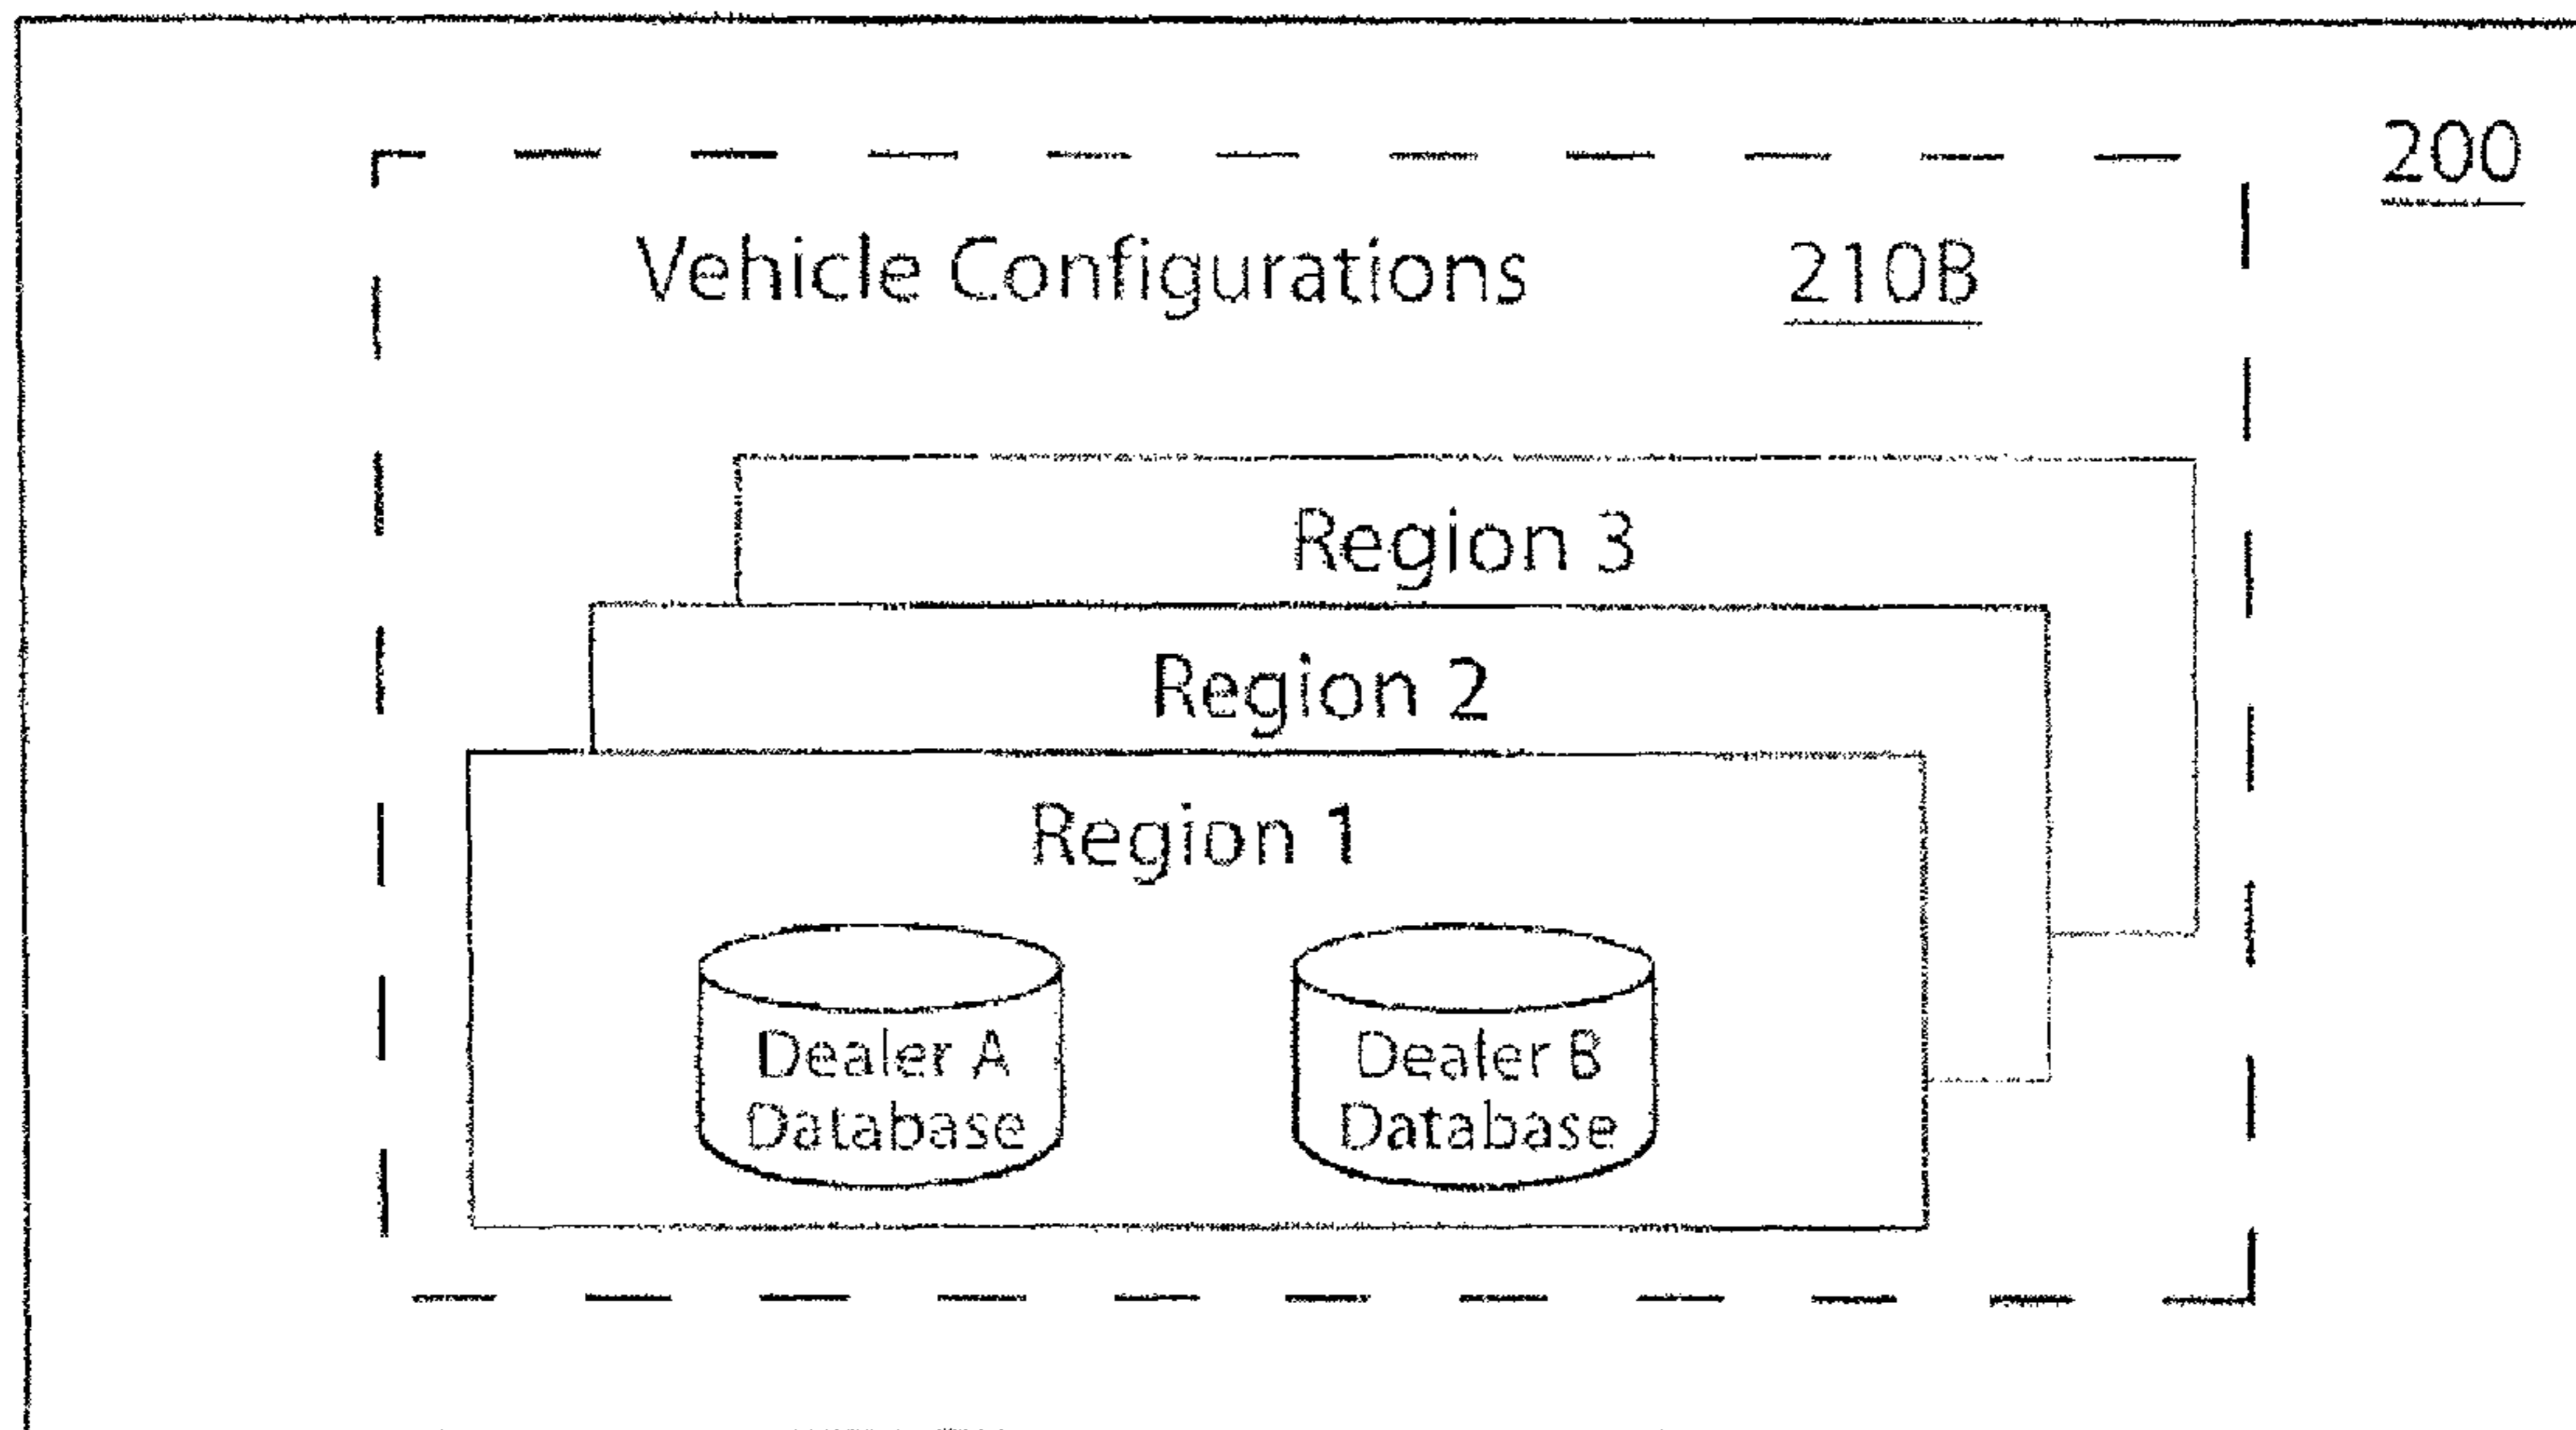 200
Vehicle Configurations 210B
Region 3
Region 2
Region 1
Dealer A
Database
Dealer B
Database